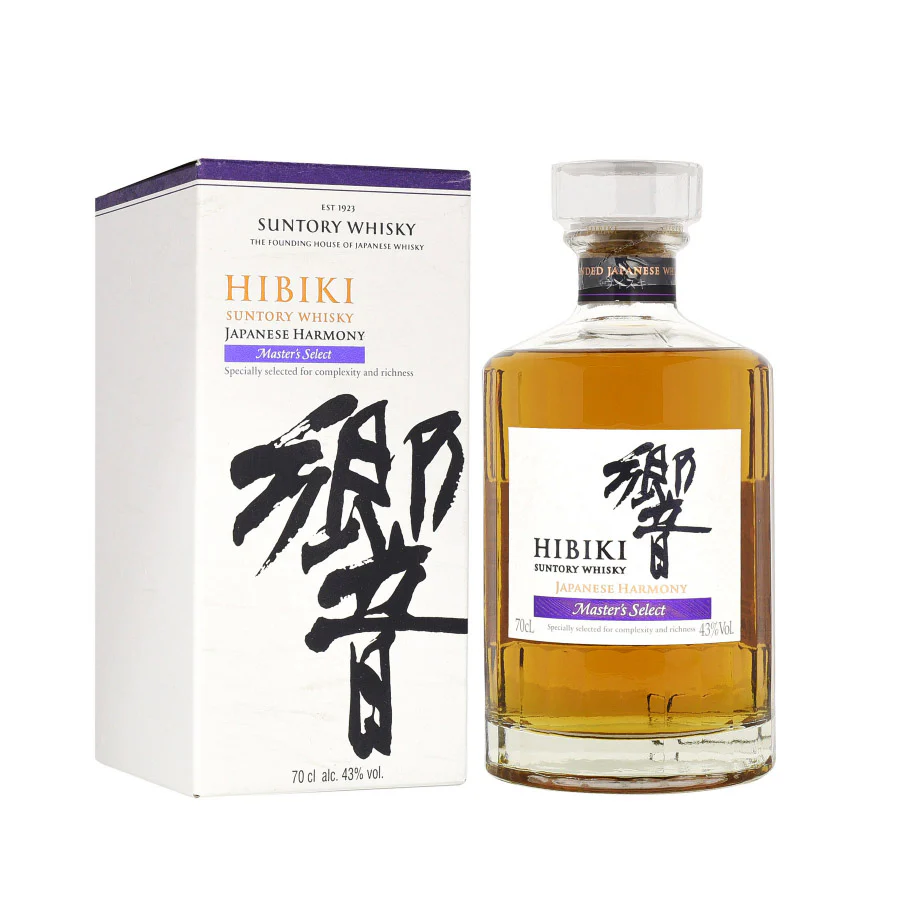 EST 1923
SUNTORY WHISKY
THE FOUNDING HOUSE OF JAPANESE WHISKY
HIBIKI
SUNTORY WHISKY
JAPANESE HARMONY
Master's Select
Specially selected for complexity and richness
響
70 cl alc. 43% vol.
JAPANESE
響
HIBIKI
SUNTORY WHISKY
JAPANESE HARMONY
Master's Select
70cL Specially selected for complexity and richness 43%Vol.